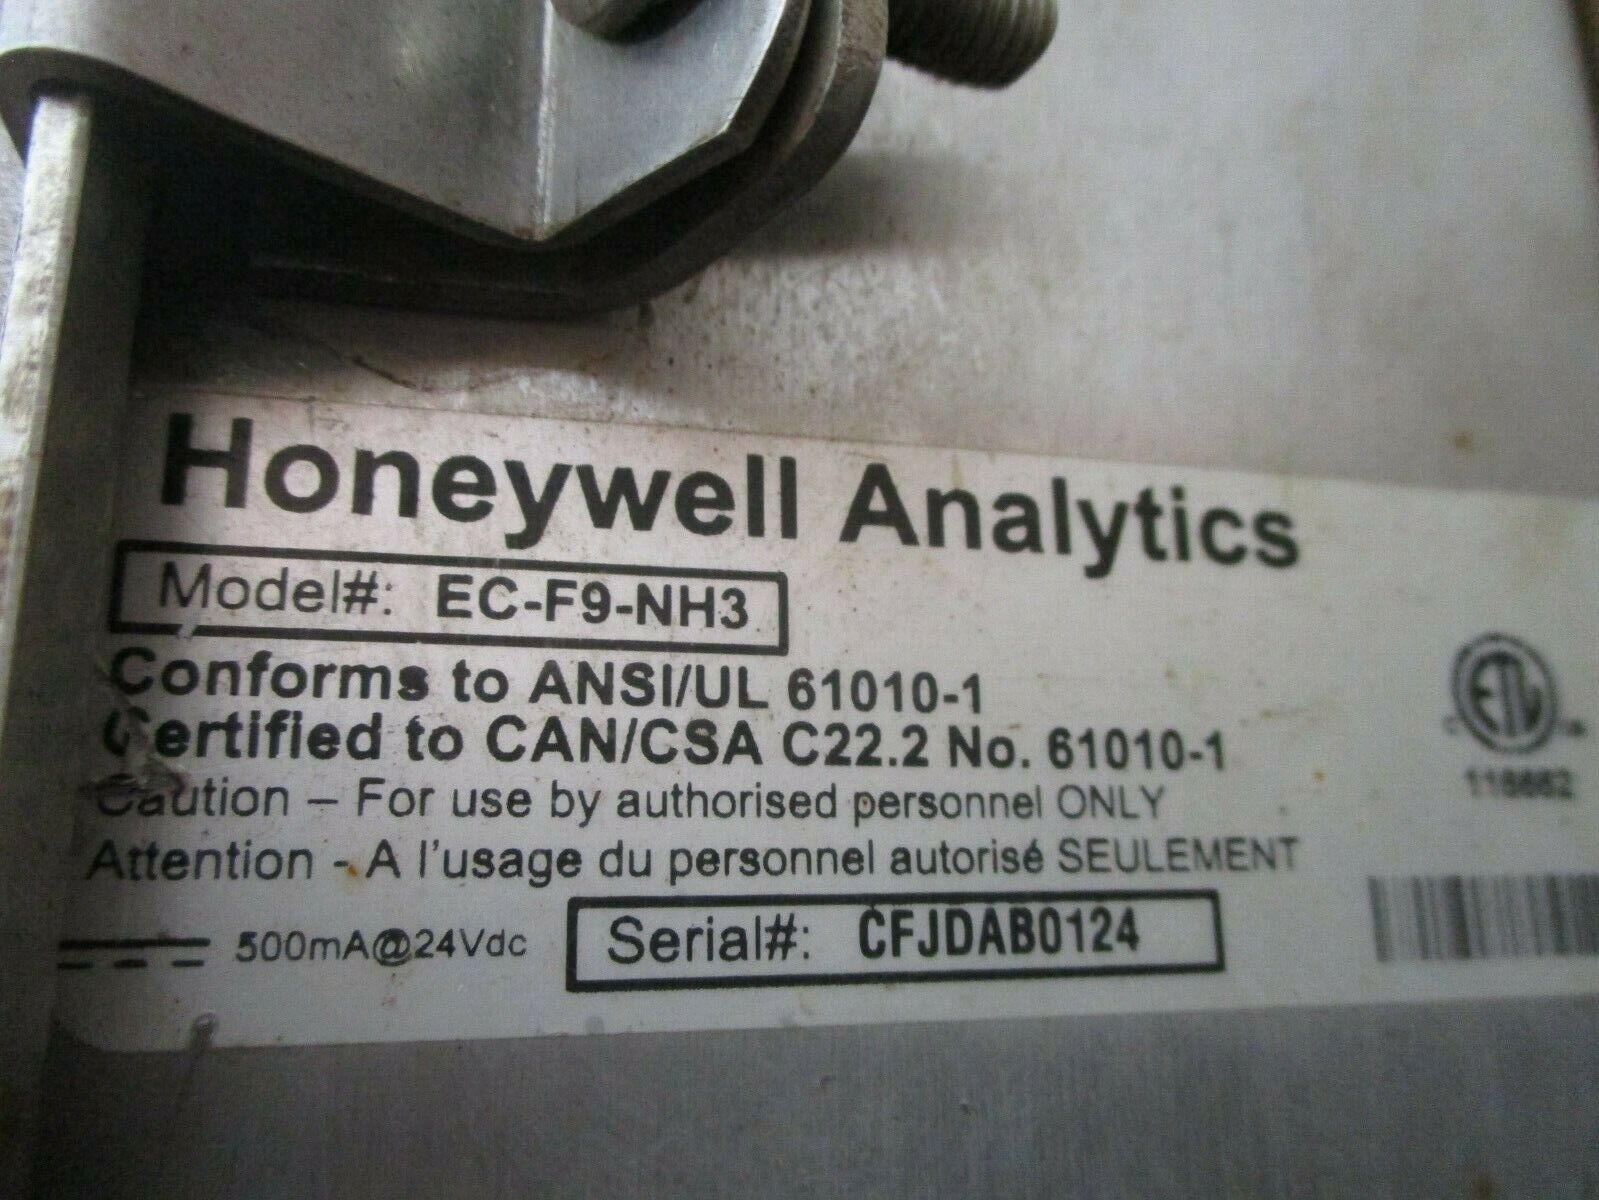 Honeywell Analytics
Model#: EC-F9-NH3
Conforms to ANSI/UL 61010-1
Certified to CAN/CSA C22.2 No. 61010-1
Caution – For use by authorised personnel ONLY
Attention - A l'usage du personnel autorisé SEULEMENT
500mA@24Vdc
Serial#: CFJDAB0124
ETL